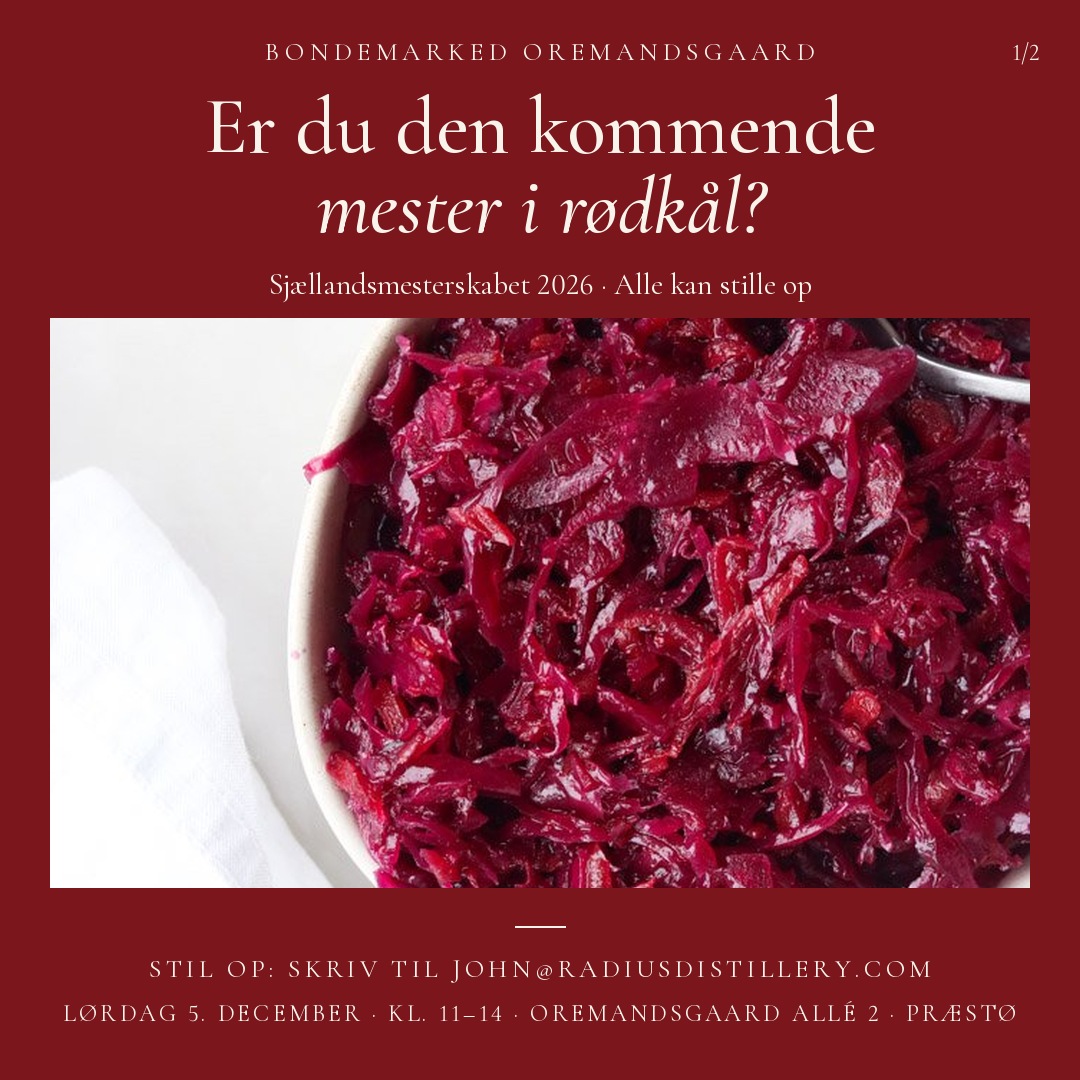 BONDEMARKED OREMANDSGAARD
1/2
Er du den kommende
mester i rødkål?
Sjællandsmesterskabet 2026 · Alle kan stille op
STIL OP: SKRIV TIL JOHN@RADIUSDISTILLERY.COM
LØRDAG 5. DECEMBER · KL. 11–14 · OREMANDSGAARD ALLÉ 2 · PRÆSTØ